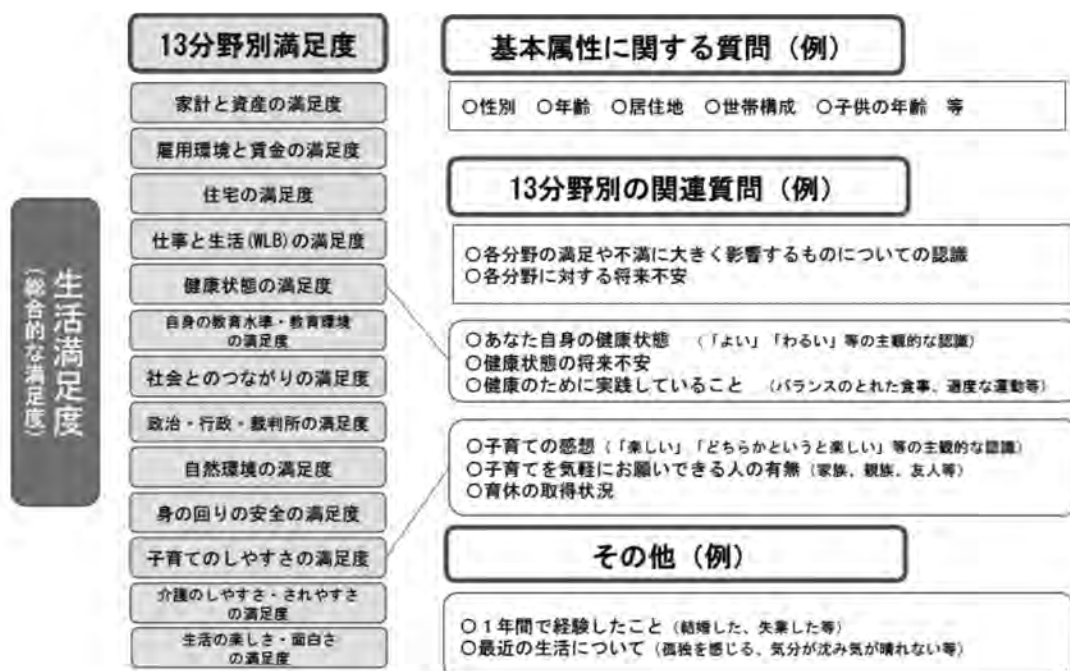 生活満足度
（総合的な満足度）
13分野別満足度
家計と資産の満足度
雇用環境と賃金の満足度
住宅の満足度
仕事と生活(WLB)の満足度
健康状態の満足度
自身の教育水準・教育環境
の満足度
社会とのつながりの満足度
政治・行政・裁判所の満足度
自然環境の満足度
身の回りの安全の満足度
子育てのしやすさの満足度
介護のしやすさ・されやすさ
の満足度
生活の楽しさ・面白さ
の満足度
基本属性に関する質問（例）
○性別　○年齢　○居住地　○世帯構成　○子供の年齢　等
13分野別の関連質問（例）
○各分野の満足や不満に大きく影響するものについての認識
○各分野に対する将来不安
○あなた自身の健康状態　（「よい」「わるい」等の主観的な認識）
○健康状態の将来不安
○健康のために実践していること　（バランスのとれた食事、適度な運動等）
○子育ての感想（「楽しい」「どちらかというと楽しい」等の主観的な認識）
○子育てを気軽にお願いできる人の有無（家族、親族、友人等）
○育休の取得状況
その他（例）
○１年間で経験したこと（結婚した、失業した等）
○最近の生活について（孤独を感じる、気分が沈み気が晴れない等）